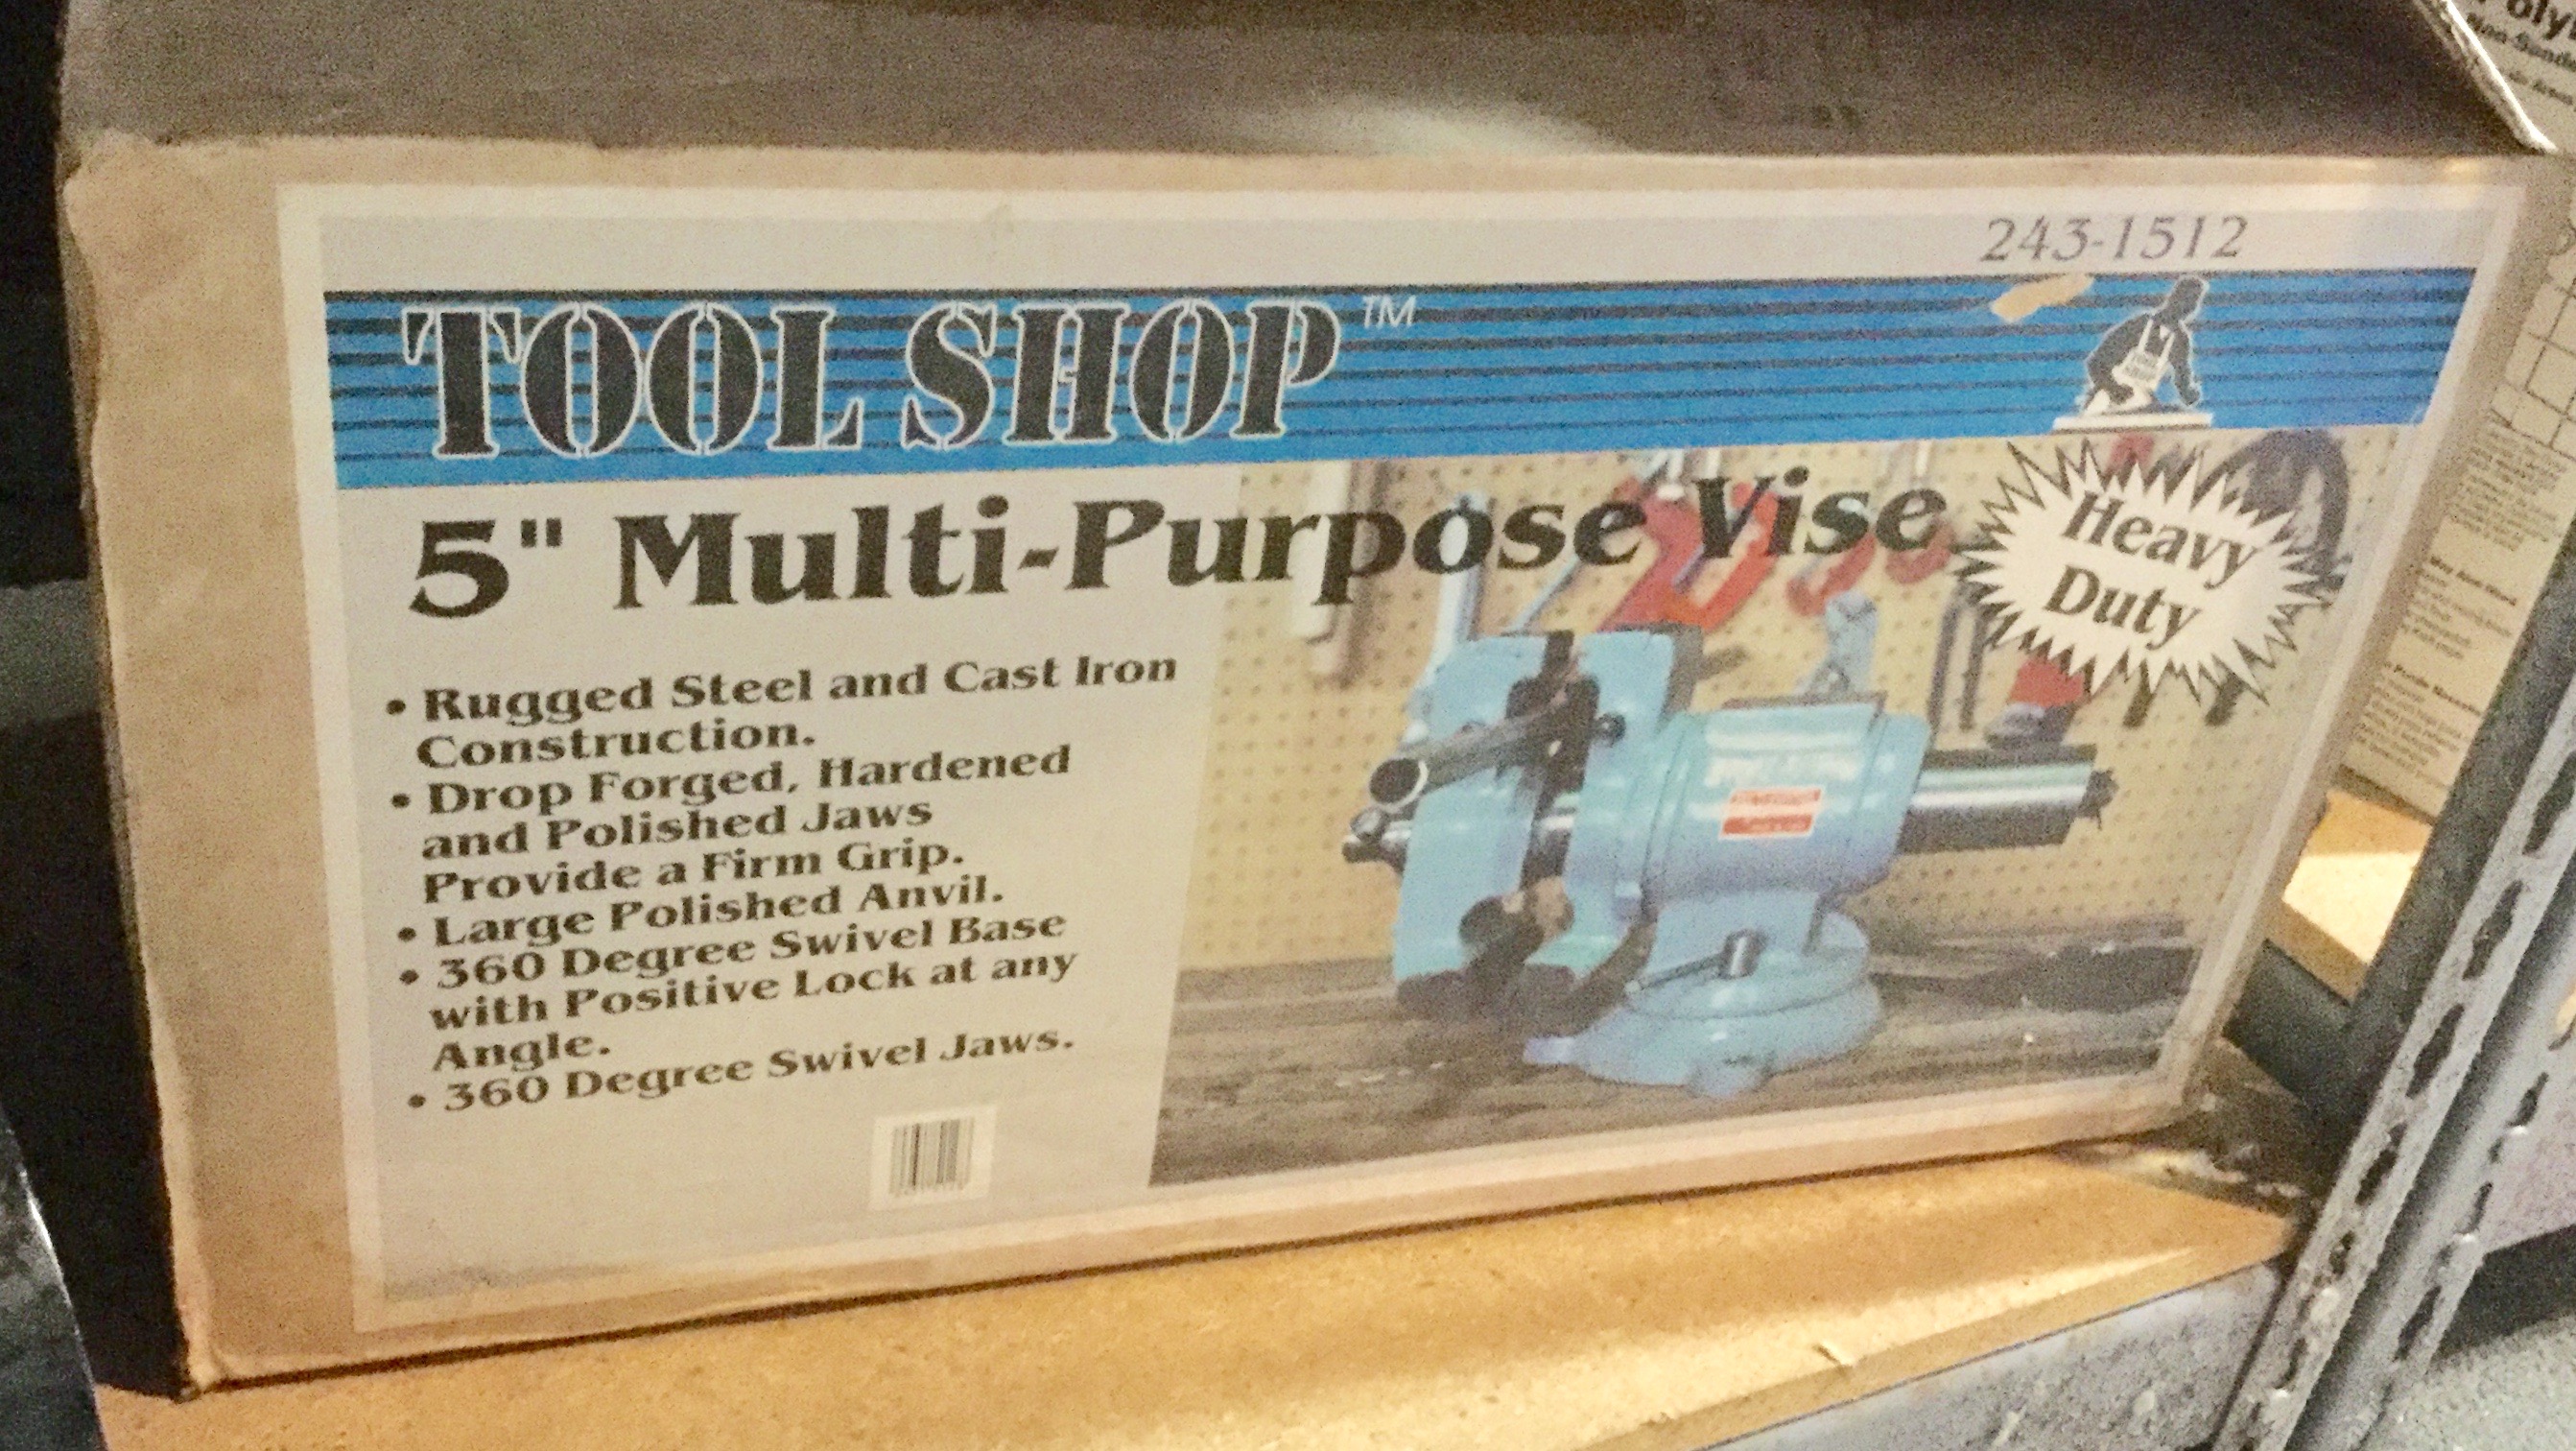 243-1512
TOOL SHOP™
5" Multi-Purpose Vise
Heavy
Duty
• Rugged Steel and Cast Iron
Construction.
• Drop Forged, Hardened
and Polished Jaws
Provide a Firm Grip.
• Large Polished Anvil.
• 360 Degree Swivel Base
with Positive Lock at any
Angle.
• 360 Degree Swivel Jaws.